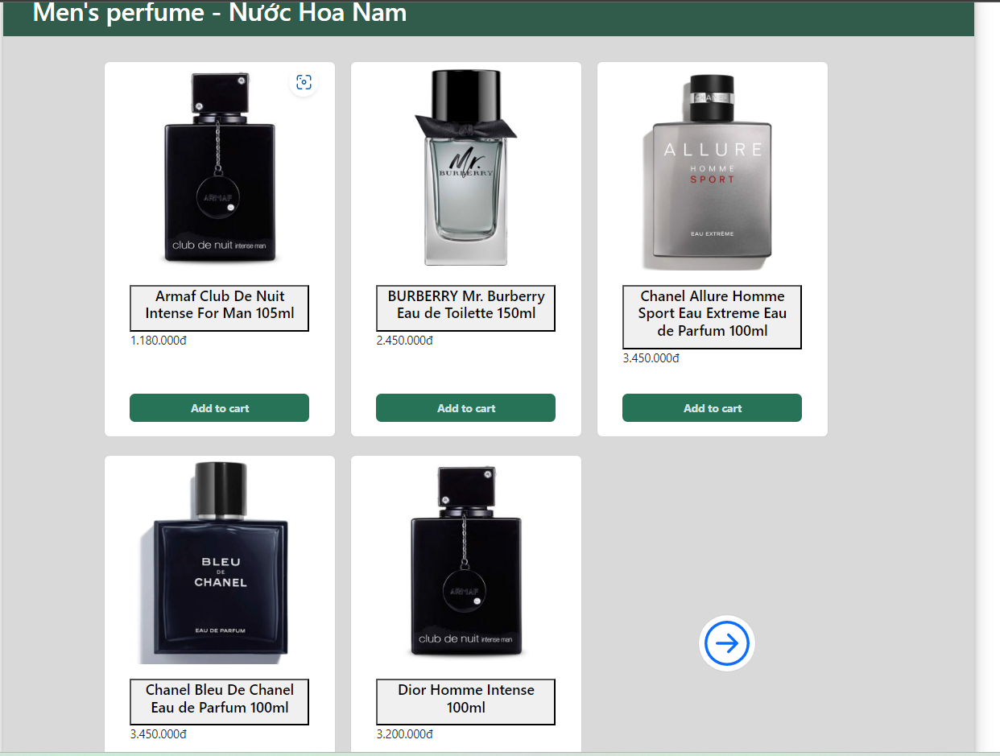 Men's perfume - Nước Hoa Nam
ARMAF
club de nuit intense man
Mr.
BURBERRY
CHANEL
ALLURE
HOMME
SPORT
EAU EXTRÊME
Armaf Club De Nuit
Intense For Man 105ml
1.180.000đ
Add to cart
BURBERRY Mr. Burberry
Eau de Toilette 150ml
2.450.000đ
Add to cart
Chanel Allure Homme
Sport Eau Extreme Eau
de Parfum 100ml
3.450.000đ
Add to cart
BLEU
DE
CHANEL
EAU DE PARFUM
ARMAF
club de nuit intense man
Chanel Bleu De Chanel
Eau de Parfum 100ml
3.450.000đ
Dior Homme Intense
100ml
3.200.000đ